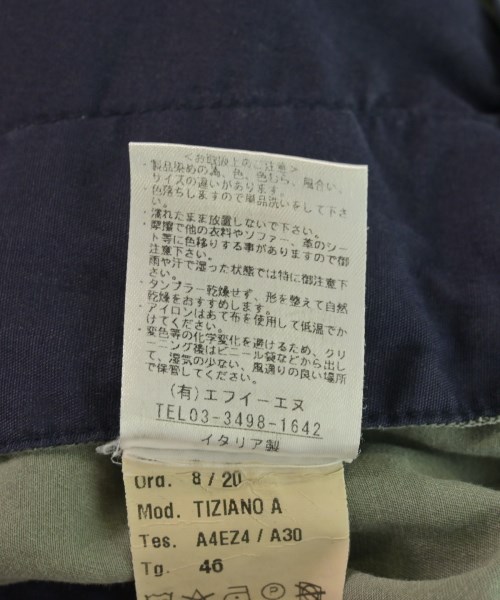 ＜お取扱上のご注意＞
・製品染めの為、色、色むら、風合い、
サイズの違いがあります。
・色落ちしますので単品洗いをして下さ
い。
・濡れたまま放置しないで下さい。
・摩擦で他の衣料やソファー、革のシー
ト等に色移りする事がありますので御
注意下さい。
雨や汗で湿った状態では特に御注意下
さい。
・タンブラー乾燥せず、形を整えて自然
乾燥をおすすめします。
・アイロンはあて布を使用して低温でか
けてください。
・変色等の化学変化を避けるため、クリ
ーニング後はビニール袋などから出し
て、湿気の少ない、風通りの良い場所
で保管してください。
(有)エフイーエヌ
TEL03-3498-1642
イタリア製
Ord. 8 / 20
Mod. TIZIANO A
Tes. A4EZ4 / A30
Tg. 46